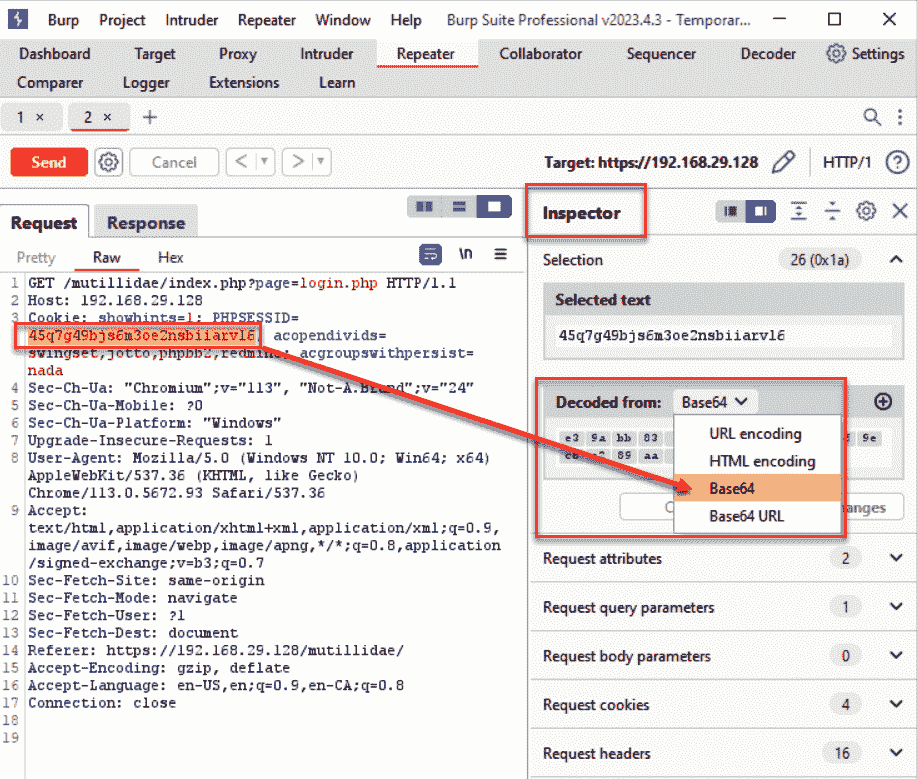 Burp Project Intruder Repeater Window Help Burp Suite Professional v2023.4.3 - Temporar...
Dashboard Target Proxy Intruder Repeater Collaborator Sequencer Decoder Settings
Comparer Logger Extensions Learn
1 × 2 × +
Send Cancel < > Target: https://192.168.29.128 HTTP/1 ?
Request Response
Pretty Raw Hex \n
1 GET /mutillidae/index.php?page=login.php HTTP/1.1
2 Host: 192.168.29.128
3 Cookie: showhints=1; PHPSESSID=
45q7g49bjs6m3oe2nsbiiarvl6; acopendivids=
swingset,jotto,phpbb2,redmine; acgroupswithpersist=
nada
4 Sec-Ch-Ua: "Chromium";v="113", "Not-A.Brand";v="24"
5 Sec-Ch-Ua-Mobile: ?0
6 Sec-Ch-Ua-Platform: "Windows"
7 Upgrade-Insecure-Requests: 1
8 User-Agent: Mozilla/5.0 (Windows NT 10.0; Win64; x64)
AppleWebKit/537.36 (KHTML, like Gecko)
Chrome/113.0.5672.93 Safari/537.36
9 Accept:
text/html,application/xhtml+xml,application/xml;q=0.9,
image/avif,image/webp,image/apng,*/*;q=0.8,application
/signed-exchange;v=b3;q=0.7
10 Sec-Fetch-Site: same-origin
11 Sec-Fetch-Mode: navigate
12 Sec-Fetch-User: ?1
13 Sec-Fetch-Dest: document
14 Referer: https://192.168.29.128/mutillidae/
15 Accept-Encoding: gzip, deflate
16 Accept-Language: en-US,en;q=0.9,en-CA;q=0.8
17 Connection: close
18
19
Inspector
Selection 26 (0x1a)
Selected text
45q7g49bjs6m3oe2nsbiiarvl6
Decoded from: Base64
e3 9a bb 83 9e
89 aa
URL encoding
HTML encoding
Base64
Base64 URL
Request attributes 2
Request query parameters 1
Request body parameters 0
Request cookies 4
Request headers 16